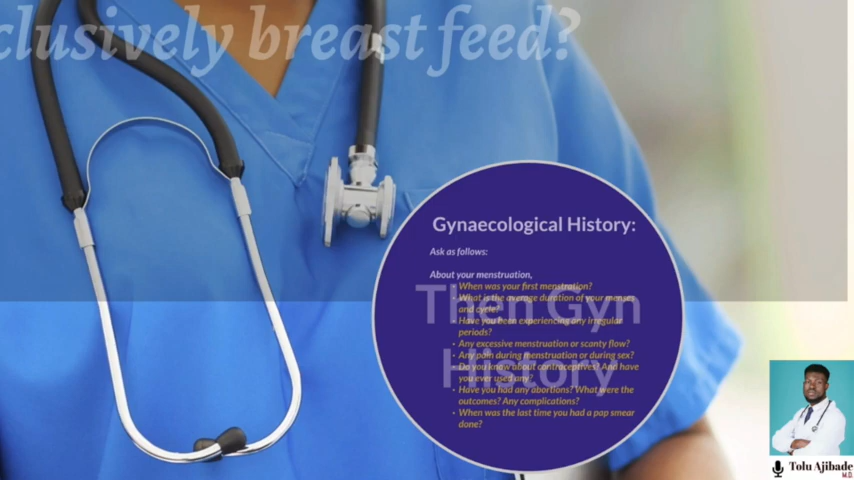 clusively breast feed?
Gynaecological History:
Ask as follows:
About your menstruation,
Then Gyn
History
• When was your first menstration?
• What is the average duration of your menses
and cycle?
• Have you been experiencing any irregular
periods?
• Any excessive menstruation or scanty flow?
• Any pain during menstruation or during sex?
• Do you know about contraceptives? And have
you ever used any?
• Have you had any abortions? What were the
outcomes? Any complications?
• When was the last time you had a pap smear
done?
Tolu Ajibade
M.D.